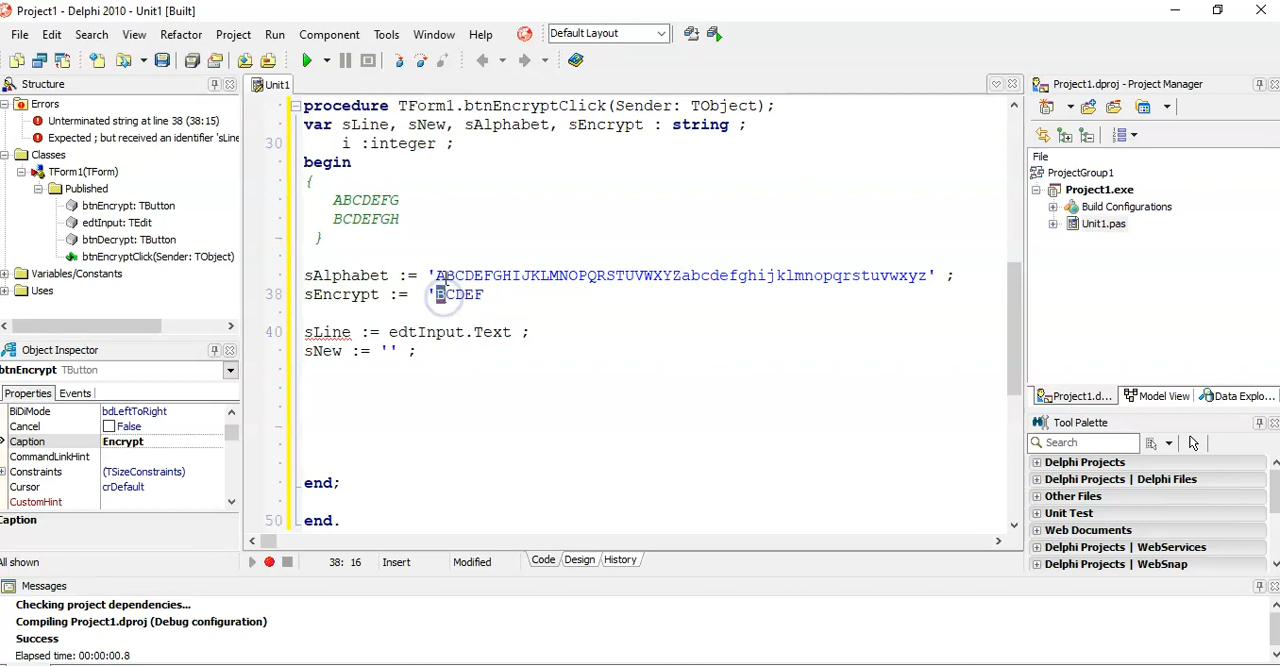 Project1 - Delphi 2010 - Unit1 [Built]
File Edit Search View Refactor Project Run Component Tools Window Help
Default Layout
Structure
Errors
Unterminated string at line 38 (38:15)
Expected ; but received an identifier 'sLine
Classes
TForm1(TForm)
Published
btnEncrypt: TButton
edtInput: TEdit
btnDecrypt: TButton
btnEncryptClick(Sender: TObject)
Variables/Constants
Uses
Object Inspector
btnEncrypt TButton
Properties Events
BiDiMode bdLeftToRight
Cancel False
Caption Encrypt
CommandLinkHint
Constraints (TSizeConstraints)
Cursor crDefault
CustomHint
Caption
All shown
Unit1
procedure TForm1.btnEncryptClick(Sender: TObject);
var sLine, sNew, sAlphabet, sEncrypt : string ;
30 i :integer ;
begin
{
ABCDEFG
BCDEFGH
}
sAlphabet := 'ABCDEFGHIJKLMNOPQRSTUVWXYZabcdefghijklmnopqrstuvwxyz' ;
38 sEncrypt := 'BCDEF
40 sLine := edtInput.Text ;
sNew := '' ;
end;
50 end.
38: 16 Insert Modified Code Design History
Project1.dproj - Project Manager
File
ProjectGroup1
Project1.exe
Build Configurations
Unit1.pas
Project1.d... Model View Data Explo...
Tool Palette
Search
Delphi Projects
Delphi Projects | Delphi Files
Other Files
Unit Test
Web Documents
Delphi Projects | WebServices
Delphi Projects | WebSnap
Messages
Checking project dependencies...
Compiling Project1.dproj (Debug configuration)
Success
Elapsed time: 00:00:00.8